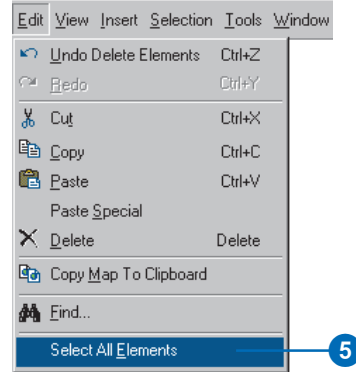 Edit View Insert Selection Tools Window
Undo Delete Elements Ctrl+Z
Redo Ctrl+Y
Cut Ctrl+X
Copy Ctrl+C
Paste Ctrl+V
Paste Special
Delete Delete
Copy Map To Clipboard
Find...
Select All Elements 5